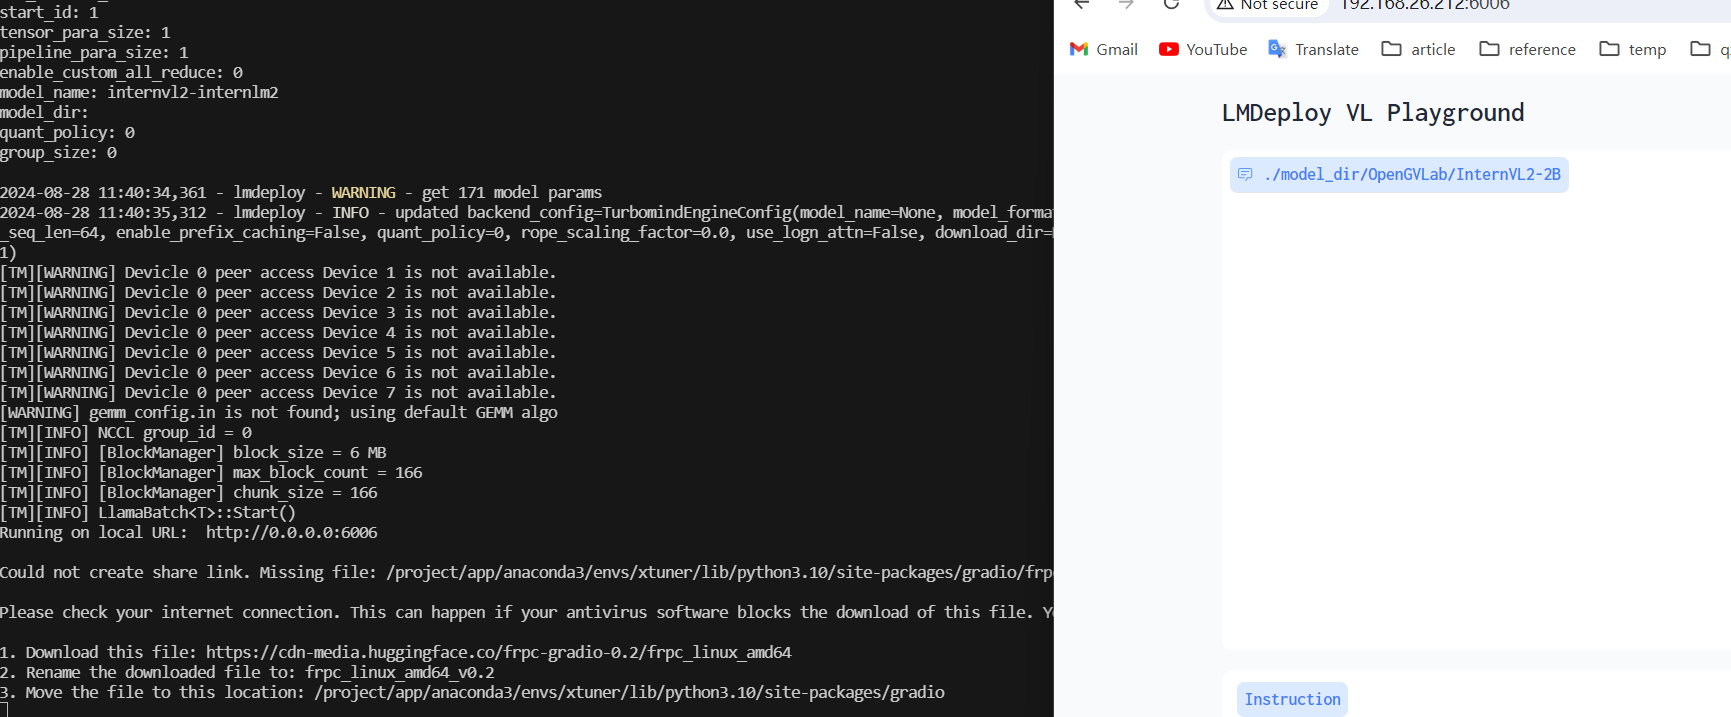 start_id: 1
tensor_para_size: 1
pipeline_para_size: 1
enable_custom_all_reduce: 0
model_name: internvl2-internlm2
model_dir:
quant_policy: 0
group_size: 0
2024-08-28 11:40:34,361 - lmdeploy - WARNING - get 171 model params
2024-08-28 11:40:35,312 - lmdeploy - INFO - updated backend_config=TurbomindEngineConfig(model_name=None, model_forma
_seq_len=64, enable_prefix_caching=False, quant_policy=0, rope_scaling_factor=0.0, use_logn_attn=False, download_dir=
1)
[TM][WARNING] Devicle 0 peer access Device 1 is not available.
[TM][WARNING] Devicle 0 peer access Device 2 is not available.
[TM][WARNING] Devicle 0 peer access Device 3 is not available.
[TM][WARNING] Devicle 0 peer access Device 4 is not available.
[TM][WARNING] Devicle 0 peer access Device 5 is not available.
[TM][WARNING] Devicle 0 peer access Device 6 is not available.
[TM][WARNING] Devicle 0 peer access Device 7 is not available.
[WARNING] gemm_config.in is not found; using default GEMM algo
[TM][INFO] NCCL group_id = 0
[TM][INFO] [BlockManager] block_size = 6 MB
[TM][INFO] [BlockManager] max_block_count = 166
[TM][INFO] [BlockManager] chunk_size = 166
[TM][INFO] LlamaBatch<T>::Start()
Running on local URL:  http://0.0.0.0:6006
Could not create share link. Missing file: /project/app/anaconda3/envs/xtuner/lib/python3.10/site-packages/gradio/frp
Please check your internet connection. This can happen if your antivirus software blocks the download of this file. Y
1. Download this file: https://cdn-media.huggingface.co/frpc-gradio-0.2/frpc_linux_amd64
2. Rename the downloaded file to: frpc_linux_amd64_v0.2
3. Move the file to this location: /project/app/anaconda3/envs/xtuner/lib/python3.10/site-packages/gradio
Not secure 192.168.26.212:6006
Gmail YouTube Translate article reference temp q
LMDeploy VL Playground
./model_dir/OpenGVLab/InternVL2-2B
Instruction